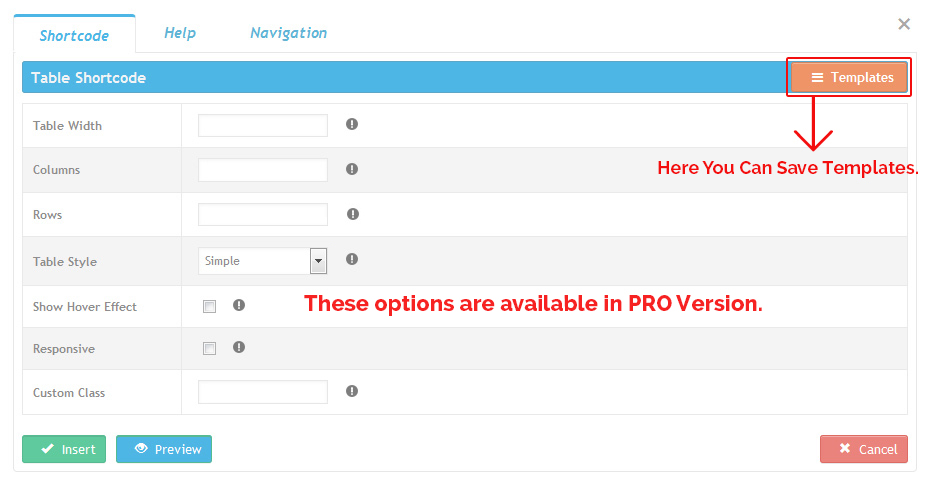 Shortcode Help Navigation
Table Shortcode Templates
Table Width
Here You Can Save Templates.
Columns
Rows
Table Style Simple
Show Hover Effect These options are available in PRO Version.
Responsive
Custom Class
Insert Preview Cancel